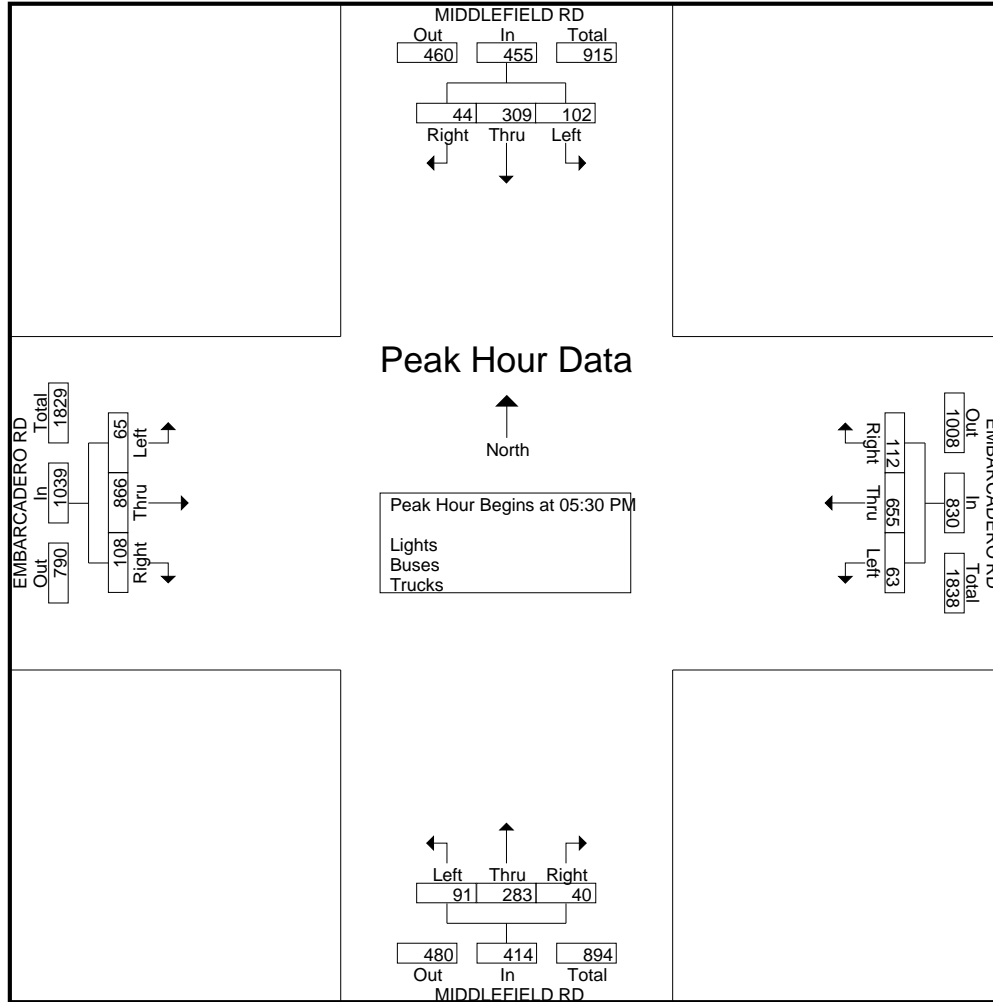 MIDDLEFIELD RD
Out In Total
460 455 915
44 309 102
Right Thru Left
Peak Hour Data
North
Peak Hour Begins at 05:30 PM
Lights
Buses
Trucks
EMBARCADERO RD
Out In Total
790 1039 1829
Right Thru Left
108 866 65
EMBARCADERO RD
Out In Total
1008 830 1838
Right Thru Left
112 655 63
Left Thru Right
91 283 40
480 414 894
Out In Total
MIDDLEFIELD RD